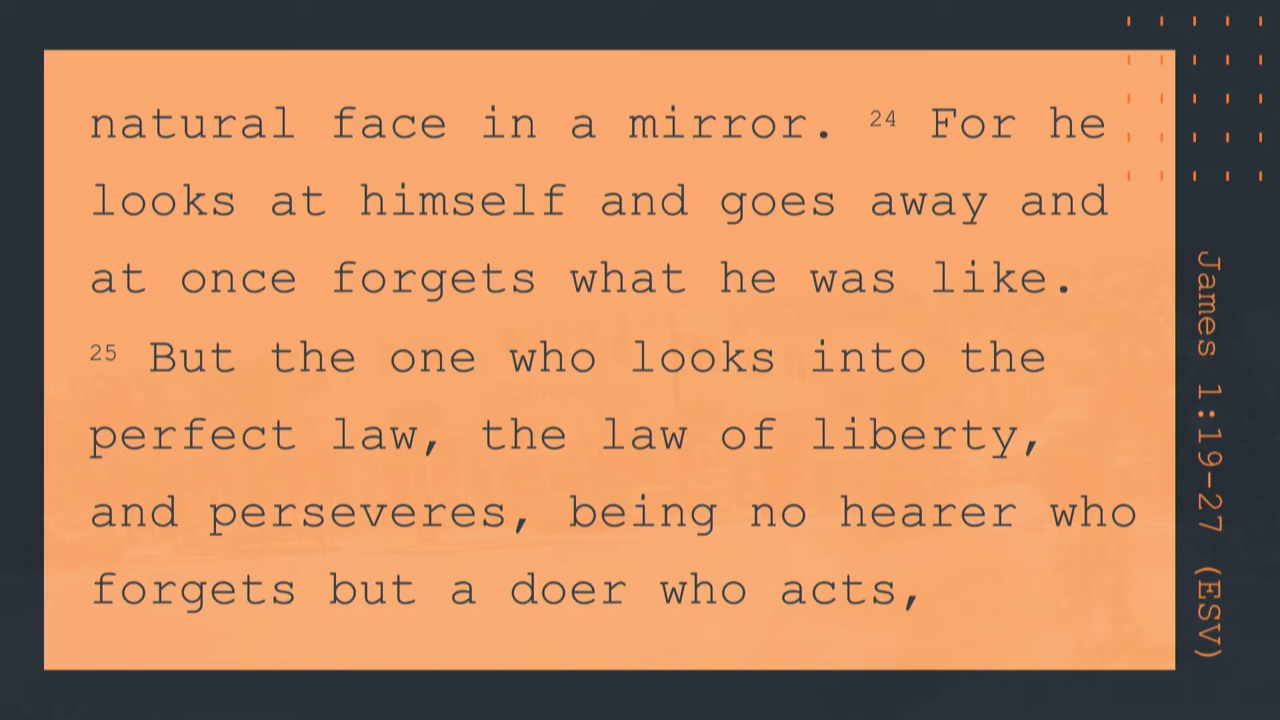 natural face in a mirror. 24 For he
looks at himself and goes away and
at once forgets what he was like.
25 But the one who looks into the
perfect law, the law of liberty,
and perseveres, being no hearer who
forgets but a doer who acts,
James 1:19-27 (ESV)